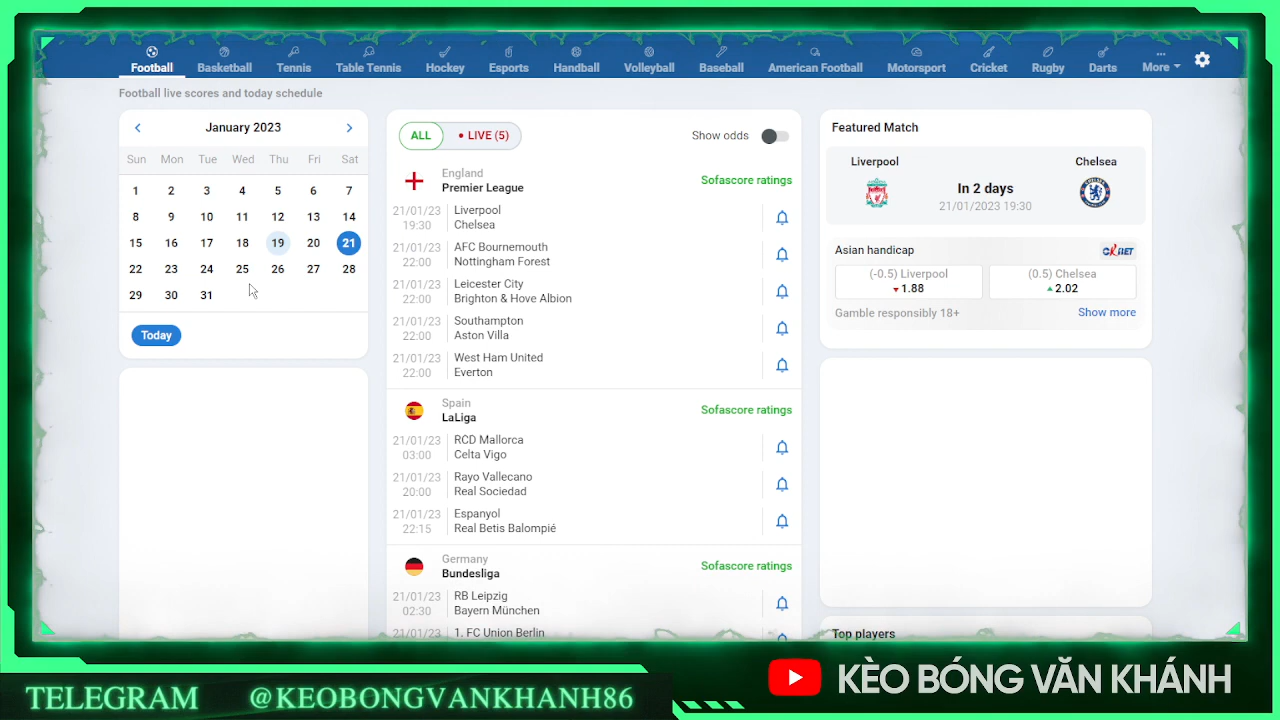 Football
Basketball
Tennis
Table Tennis
Hockey
Esports
Handball
Volleyball
Baseball
American Football
Motorsport
Cricket
Rugby
Darts
More
Football live scores and today schedule
January 2023
Sun Mon Tue Wed Thu Fri Sat
1 2 3 4 5 6 7
8 9 10 11 12 13 14
15 16 17 18 19 20 21
22 23 24 25 26 27 28
29 30 31
Today
ALL
LIVE (5)
Show odds
England
Premier League
Sofascore ratings
21/01/23 Liverpool
19:30 Chelsea
21/01/23 AFC Bournemouth
22:00 Nottingham Forest
21/01/23 Leicester City
22:00 Brighton & Hove Albion
21/01/23 Southampton
22:00 Aston Villa
21/01/23 West Ham United
22:00 Everton
Spain
LaLiga
Sofascore ratings
21/01/23 RCD Mallorca
03:00 Celta Vigo
21/01/23 Rayo Vallecano
20:00 Real Sociedad
21/01/23 Espanyol
22:15 Real Betis Balompié
Germany
Bundesliga
Sofascore ratings
21/01/23 RB Leipzig
02:30 Bayern München
21/01/23 1. FC Union Berlin
Featured Match
Liverpool
Chelsea
In 2 days
21/01/2023 19:30
Asian handicap
(-0.5) Liverpool
1.88
(0.5) Chelsea
2.02
Gamble responsibly 18+
Show more
Top players
TELEGRAM @KEOBONGVANKHANH86
KÈO BÓNG VĂN KHÁNH